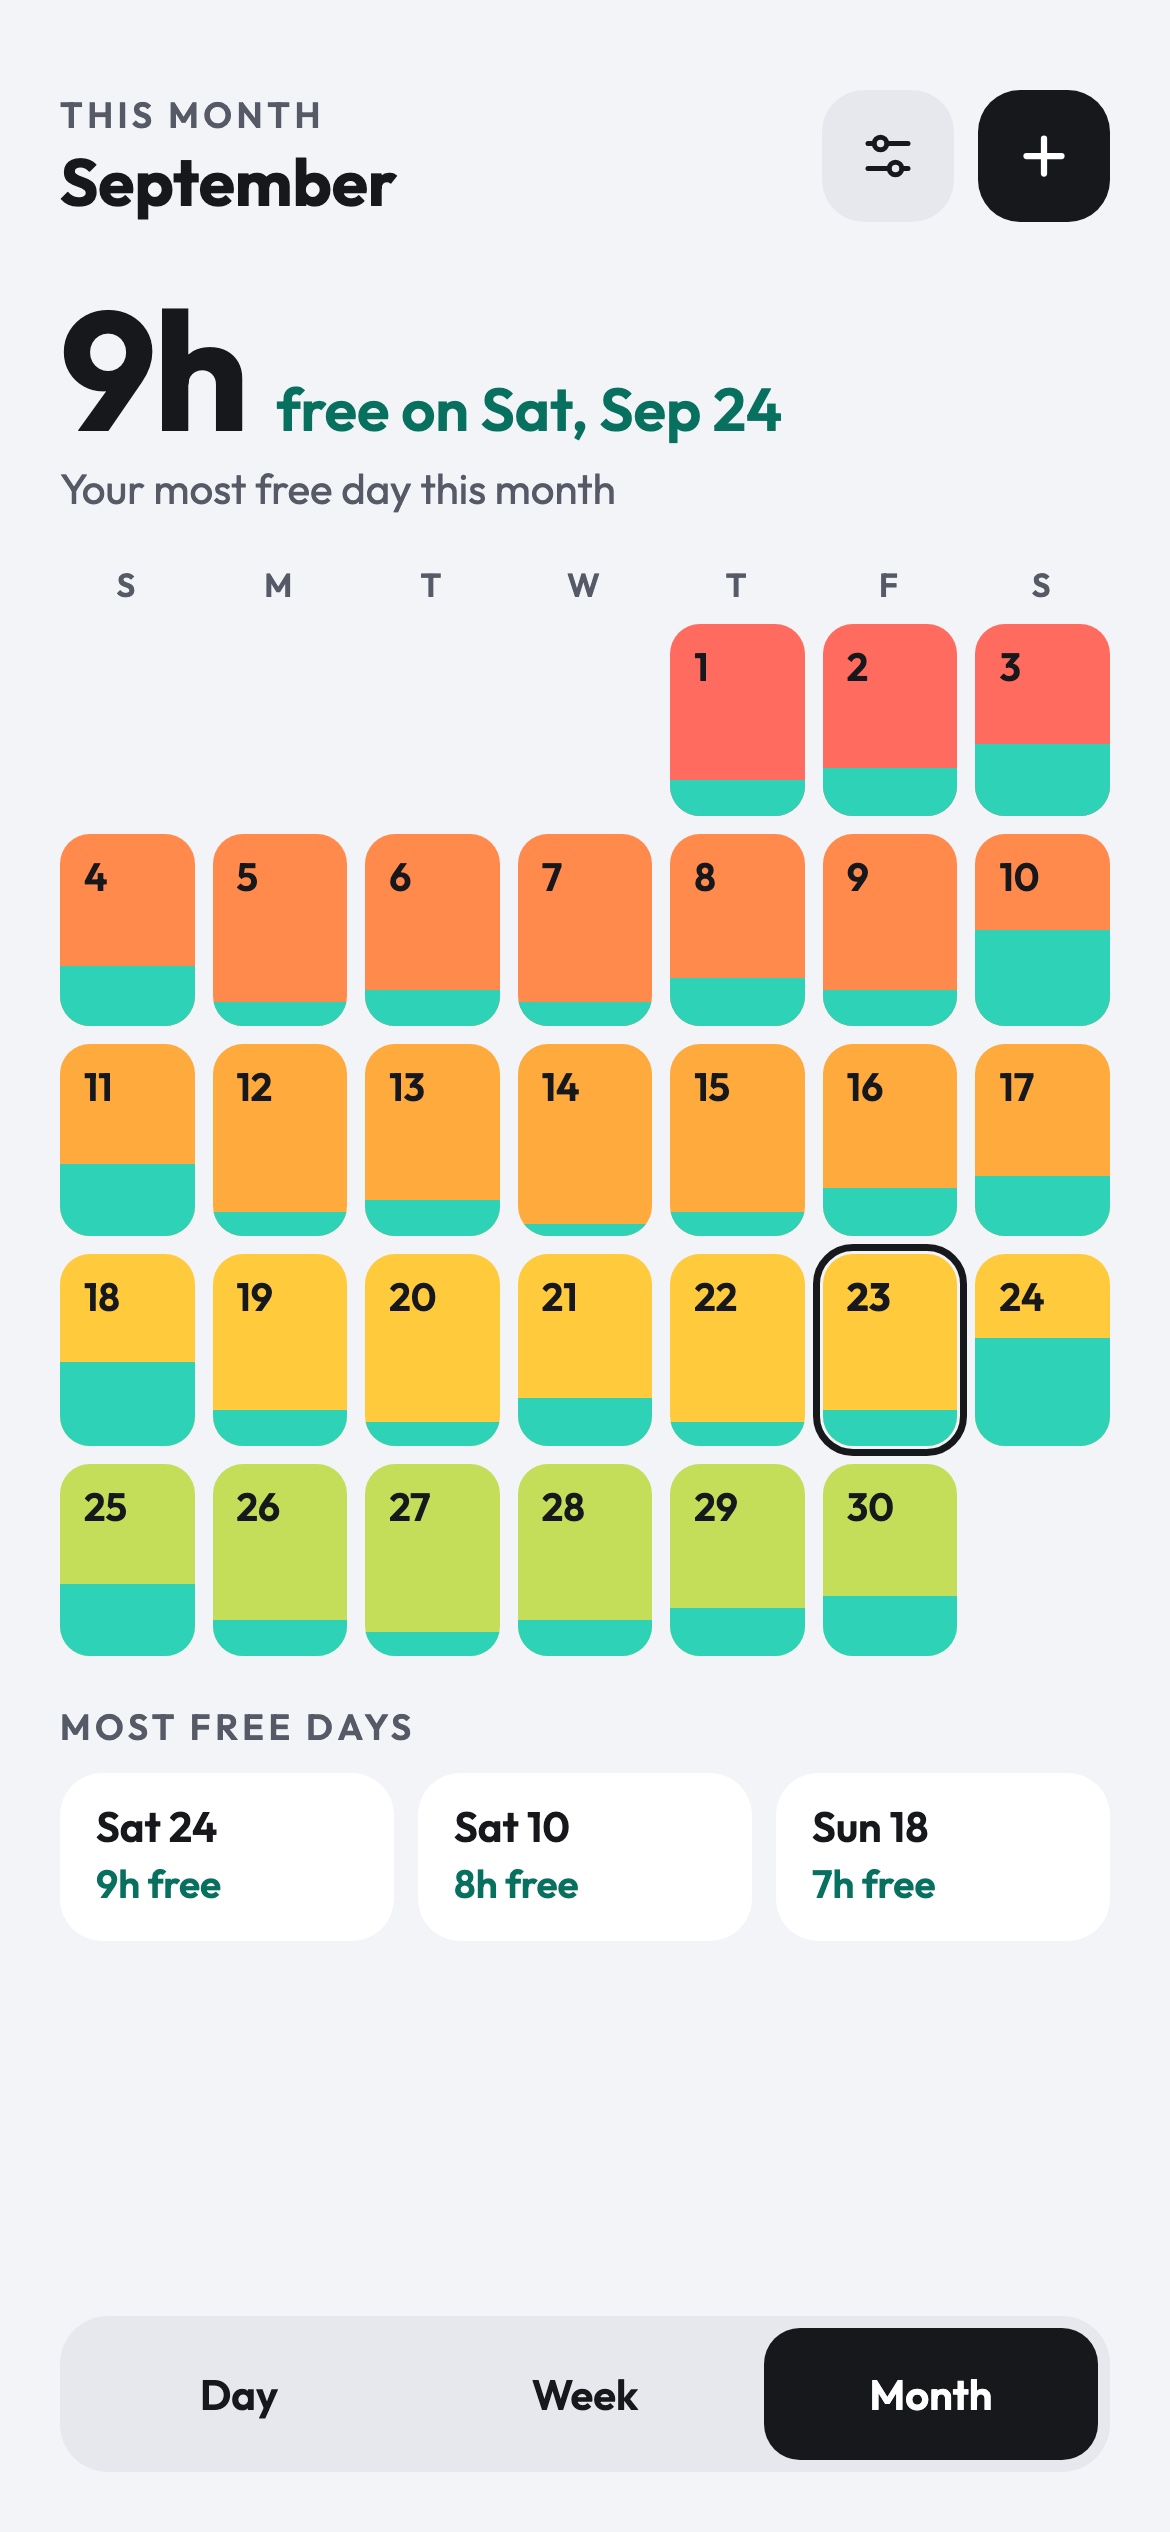 THIS MONTH
September
9h free on Sat, Sep 24
Your most free day this month
S M T W T F S
1 2 3
4 5 6 7 8 9 10
11 12 13 14 15 16 17
18 19 20 21 22 23 24
25 26 27 28 29 30
MOST FREE DAYS
Sat 24
9h free
Sat 10
8h free
Sun 18
7h free
Day Week Month